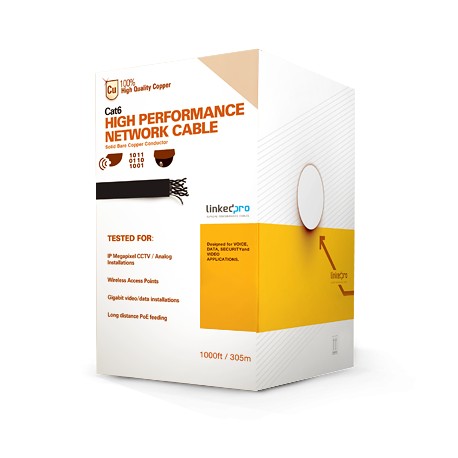 Cu
100%
High Quality Copper
Cat6
HIGH PERFORMANCE
NETWORK CABLE
Solid Bare Copper Conductor
1011
0110
1001
linkedpro
TESTED FOR:
IP Megapixel CCTV / Analog
Installations
Wireless Access Points
Gigabit video/data installations
Long distance PoE feeding
Designed for VOICE,
DATA, SECURITYand
VIDEO
APPLICATIONS.
1000ft / 305m
linkedpro